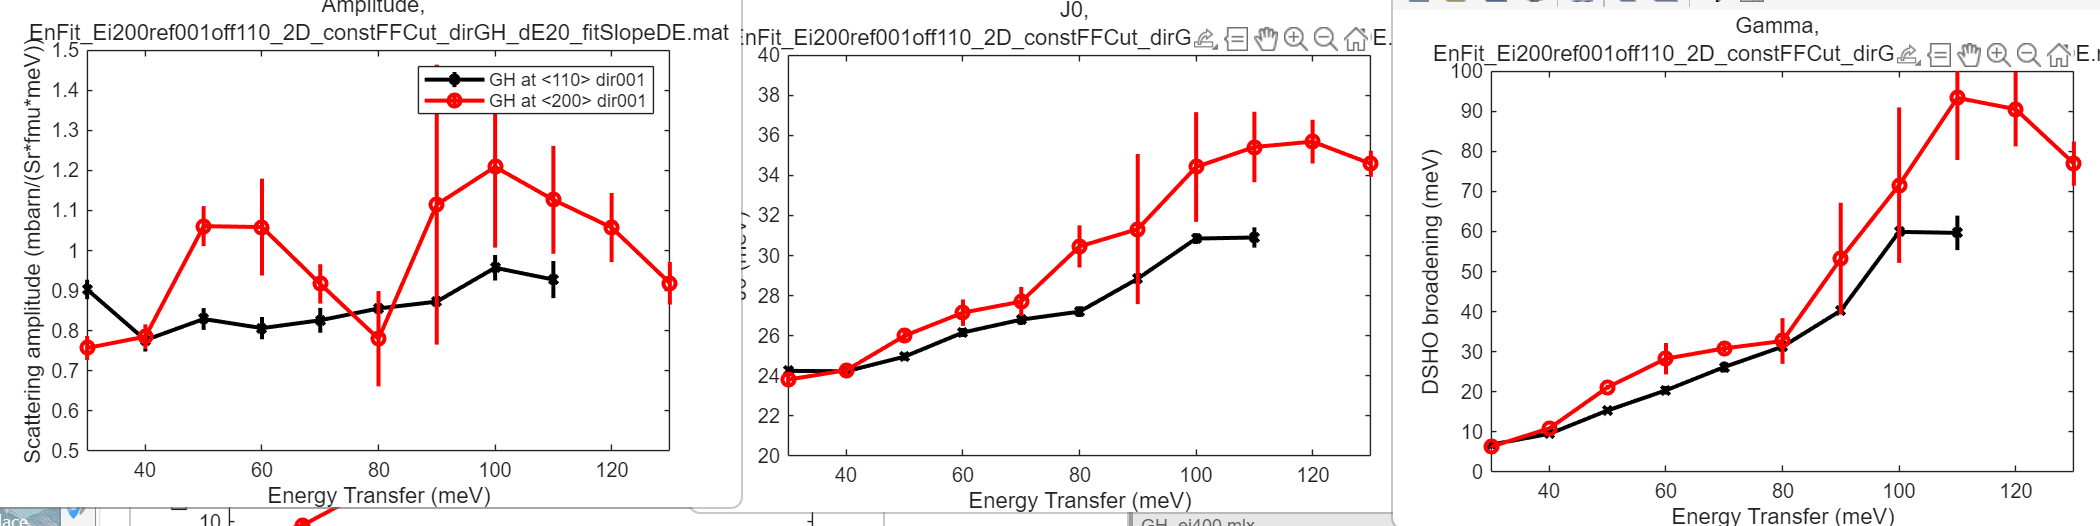 Amplitude,
EnFit_Ei200ref001off110_2D_constFFCut_dirGH_dE20_fitSlopeDE.mat
1.5
1.4
1.3
1.2
1.1
1
0.9
0.8
0.7
0.6
0.5
Scattering amplitude (mbarn/(Sr*fmu*meV))
GH at <110> dir001
GH at <200> dir001
40
60
80
100
120
Energy Transfer (meV)
J0,
EnFit_Ei200ref001off110_2D_constFFCut_dirG
E.
40
38
36
34
32
30
28
26
24
22
20
40
60
80
100
120
Energy Transfer (meV)
Gamma,
EnFit_Ei200ref001off110_2D_constFFCut_dirG
E.
100
90
80
70
60
50
40
30
20
10
0
DSHO broadening (meV)
40
60
80
100
120
Energy Transfer (meV)
lace
10
GH_ei400.mlx